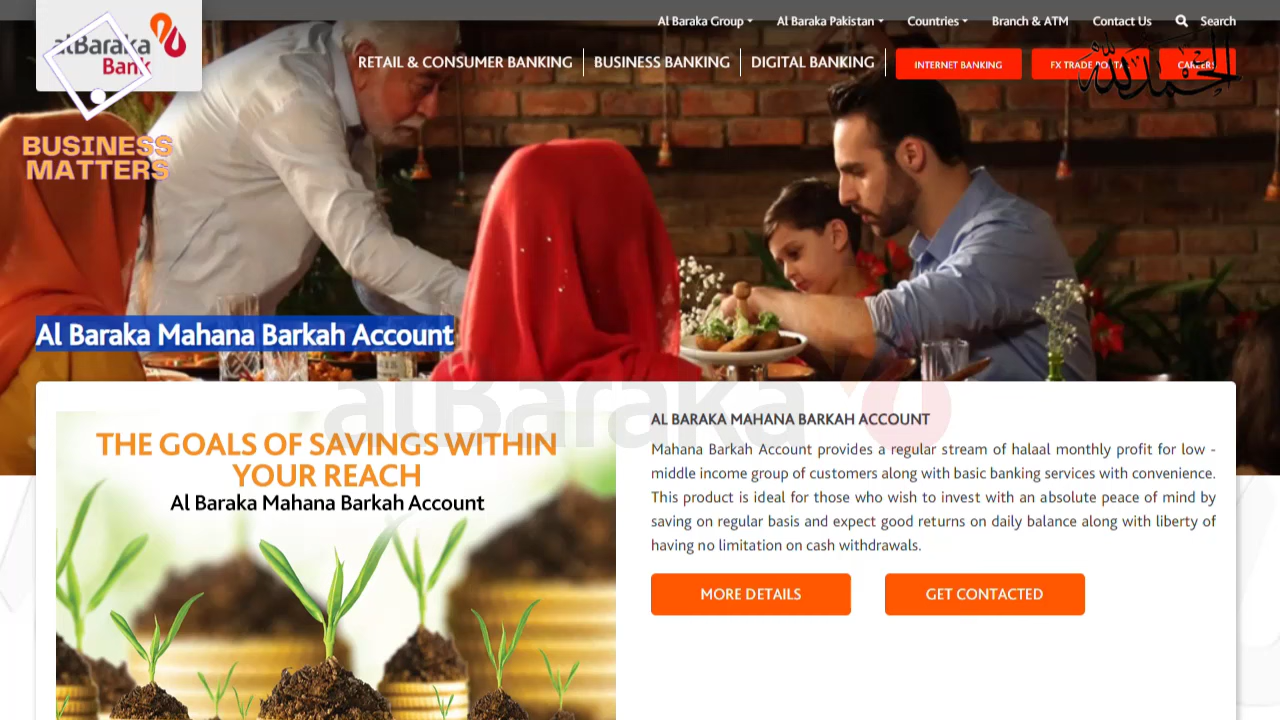 Al Baraka Group
Al Baraka Pakistan
Countries
Branch & ATM
Contact Us
Search
alBaraka
Bank
RETAIL & CONSUMER BANKING
BUSINESS BANKING
DIGITAL BANKING
INTERNET BANKING
FX TRADE PORTAL
CAREERS
الحمد لله
BUSINESS
MATTERS
Al Baraka Mahana Barkah Account
alBaraka
THE GOALS OF SAVINGS WITHIN
YOUR REACH
Al Baraka Mahana Barkah Account
AL BARAKA MAHANA BARKAH ACCOUNT
Mahana Barkah Account provides a regular stream of halaal monthly profit for low -
middle income group of customers along with basic banking services with convenience.
This product is ideal for those who wish to invest with an absolute peace of mind by
saving on regular basis and expect good returns on daily balance along with liberty of
having no limitation on cash withdrawals.
MORE DETAILS
GET CONTACTED